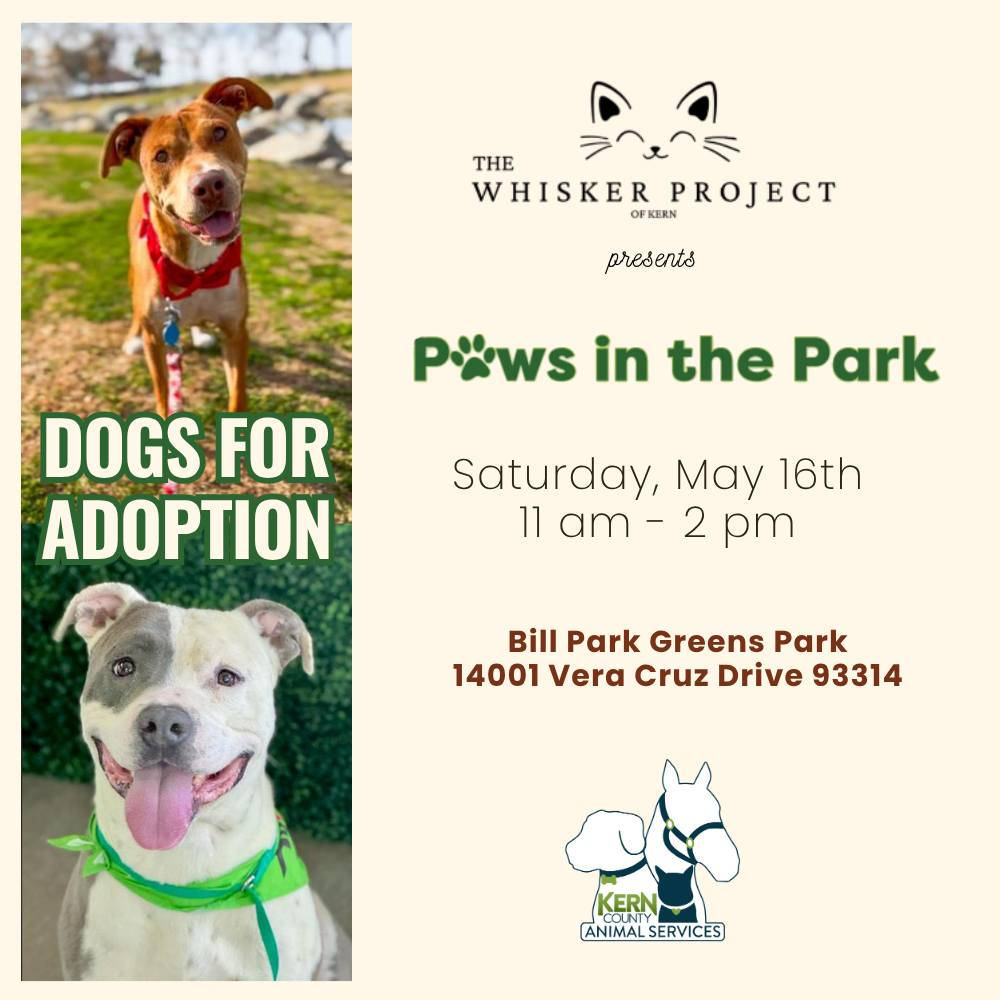 THE
WHISKER PROJECT
OF KERN
presents
Paws in the Park
Saturday, May 16th
11 am - 2 pm
Bill Park Greens Park
14001 Vera Cruz Drive 93314
DOGS FOR
ADOPTION
KERN
COUNTY
ANIMAL SERVICES